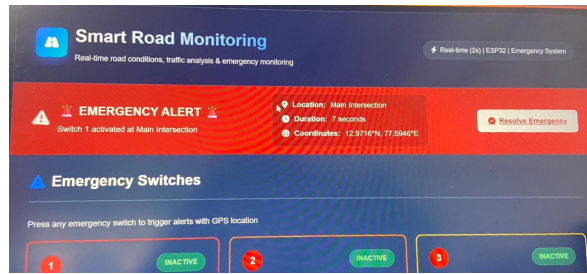 Smart Road Monitoring
Real-time road conditions, traffic analysis & emergency monitoring
Real-time (2s) | ESP32 | Emergency System
EMERGENCY ALERT
Switch 1 activated at Main Intersection
Location: Main Intersection
Duration: 7 seconds
Coordinates: 12.9716°N, 77.5946°E
Resolve Emergency
Emergency Switches
Press any emergency switch to trigger alerts with GPS location
1
INACTIVE
2
INACTIVE
3
INACTIVE